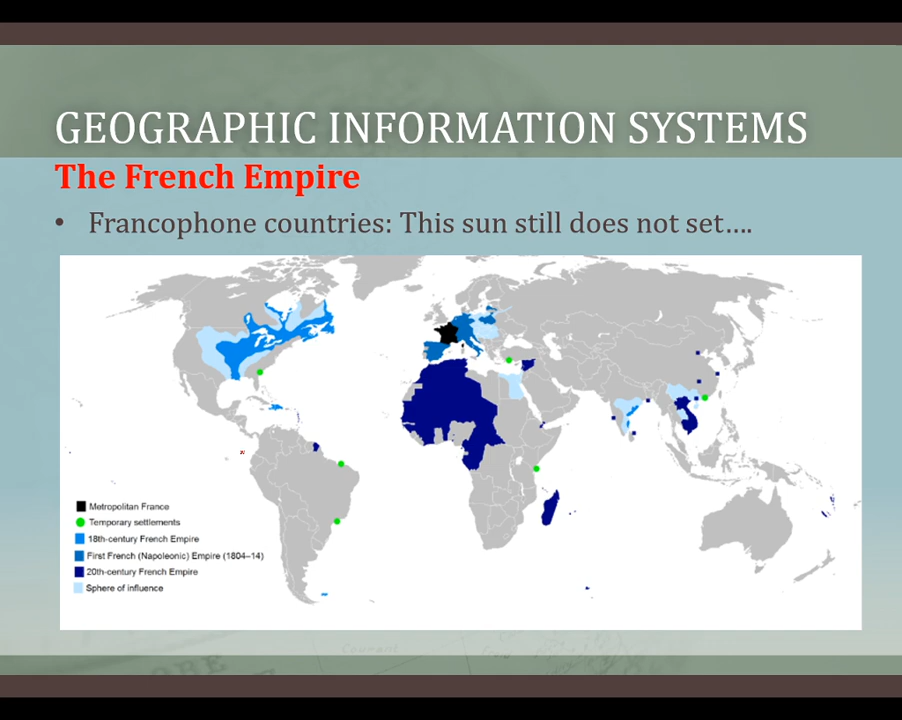 GEOGRAPHIC INFORMATION SYSTEMS
The French Empire
• Francophone countries: This sun still does not set....
Metropolitan France
Temporary settlements
18th-century French Empire
First French (Napoleonic) Empire (1804–14)
20th-century French Empire
Sphere of influence